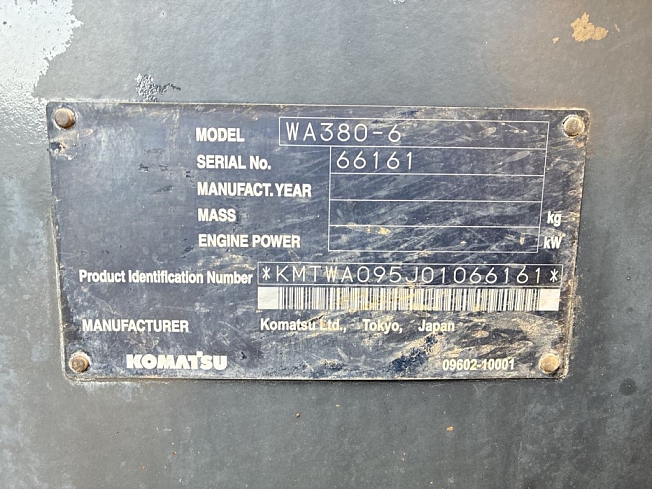 MODEL WA380-6
SERIAL No. 66161
MANUFACT. YEAR
MASS kg
ENGINE POWER kW
Product Identification Number *KMTWA095J01066161*
MANUFACTURER Komatsu Ltd., Tokyo, Japan
KOMATSU 09602-10001